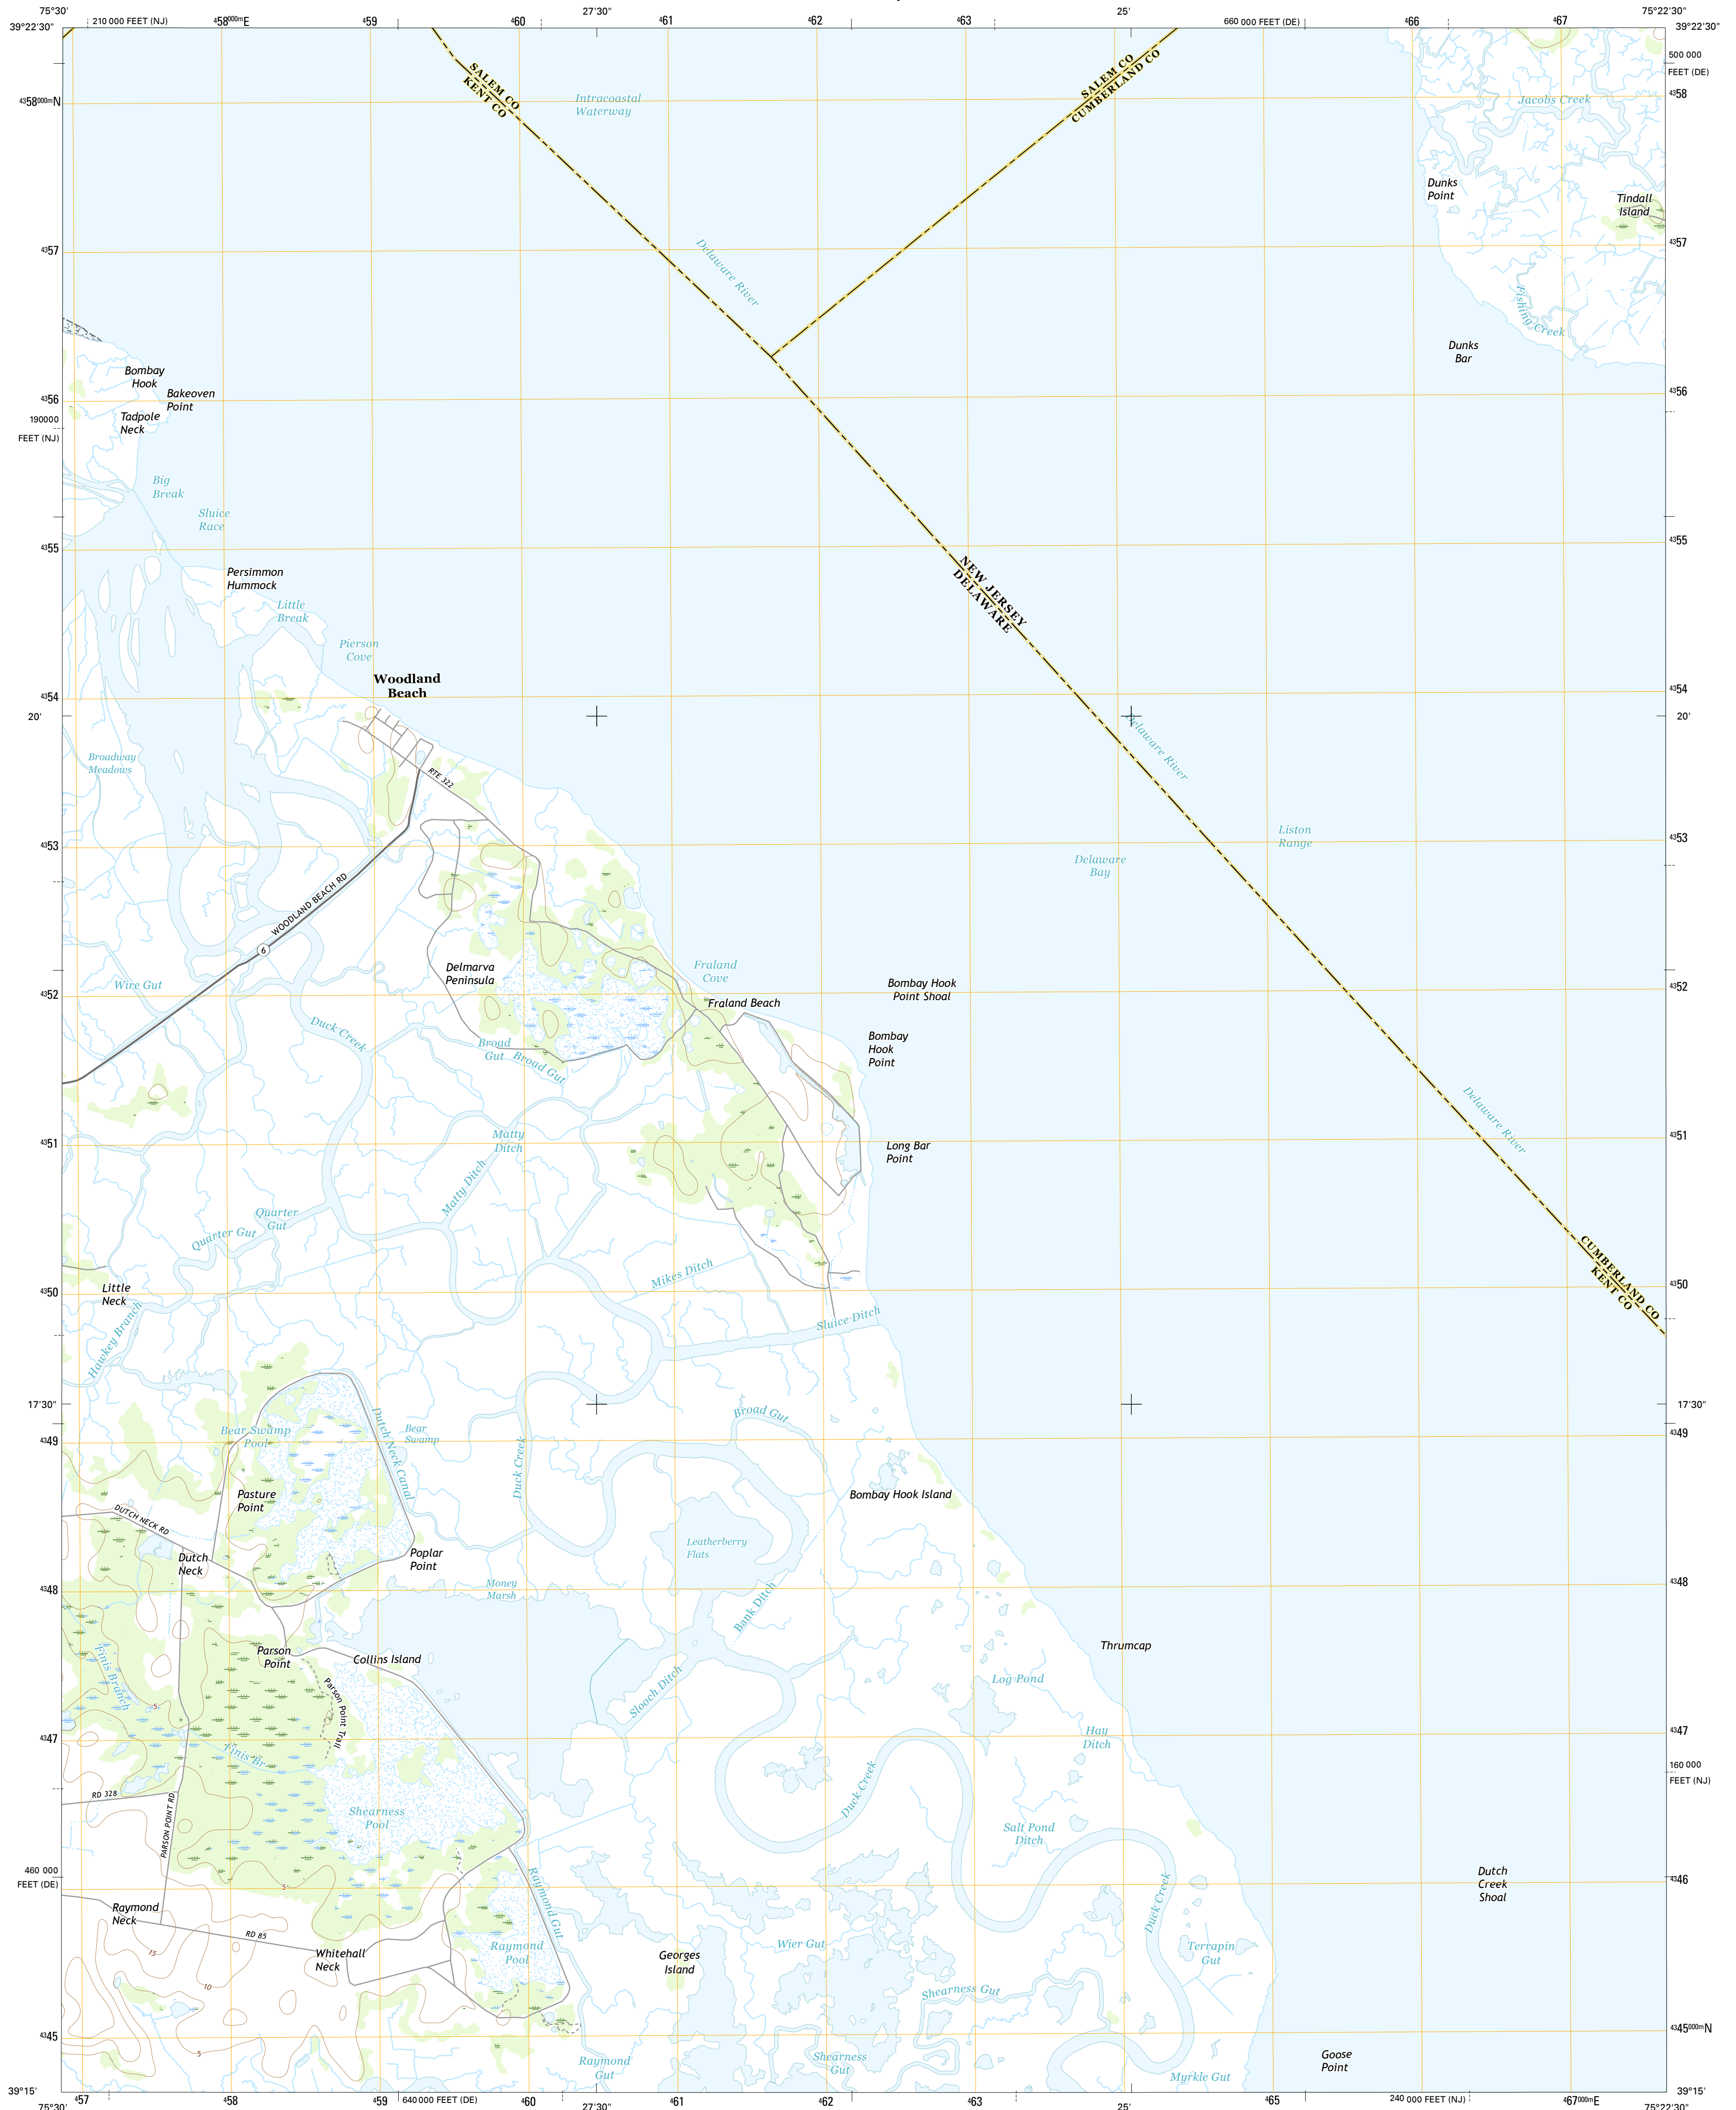 75°30'
210 000 FEET (NJ)
458000mE
459
460
27'30"
461
462
463
25'
660 000 FEET (DE)
466
467
75°22'30"
39°22'30"
39°22'30"
500 000
FEET (DE)
4358000mN
4358
SALEM CO
KENT CO
Intracoastal
Waterway
SALEM CO
CUMBERLAND CO
Jacobs Creek
Dunks
Point
Tindall
Island
4357
4357
Delaware River
Fishing Creek
Dunks
Bar
Bombay
Hook
Bakeoven
Point
Tadpole
Neck
4356
4356
190000
FEET (NJ)
Big
Break
Sluice
Race
4355
4355
Persimmon
Hummock
NEW JERSEY
DELAWARE
Little
Break
Pierson
Cove
Woodland
Beach
4354
4354
20'
20'
Delaware River
Broadway
Meadows
RTE 322
4353
4353
Liston
Range
Delaware
Bay
WOODLAND BEACH RD
6
Delmarva
Peninsula
Fraland
Cove
Bombay Hook
Point Shoal
Wire Gut
4352
4352
Fraland Beach
Duck Creek
Broad
Gut
Broad Gut
Bombay
Hook
Point
Delaware River
4351
4351
Matty
Ditch
Long Bar
Point
Matty Ditch
Quarter
Gut
Quarter Gut
CUMBERLAND CO
KENT CO
Mikes Ditch
Little
Neck
4350
4350
Sluice Ditch
Hawkey Branch
17'30"
17'30"
Broad Gut
Dutch Neck Canal
Bear Swamp
Pool
Bear
Swamp
4349
4349
Duck Creek
Pasture
Point
Bombay Hook Island
DUTCH NECK RD
Leatherberry
Flats
Dutch
Neck
Poplar
Point
4348
4348
Money
Marsh
Bank Ditch
Parson
Point
Collins Island
Thrumcap
Finis Branch
Parson Point Trail
Slooch Ditch
Log Pond
5
4347
4347
Hay
Ditch
Finis Br
160 000
FEET (NJ)
RD 328
Duck Creek
PARSON POINT RD
Shearness
Pool
Salt Pond
Ditch
460 000
FEET (DE)
4346
5
Raymond Gut
Duck Creek
Dutch
Creek
Shoal
Raymond
Neck
RD 85
15
Whitehall
Neck
Raymond
Pool
Georges
Island
Wier Gut
Terrapin
Gut
10
Shearness Gut
4345
4345000mN
5
Raymond
Gut
Shearness
Gut
Goose
Point
Myrkle Gut
39°15'
39°15'
75°30'
457
458
459
640 000 FEET (DE)
460
27'30"
461
462
463
25'
465
240 000 FEET (NJ)
467000mE
75°22'30"